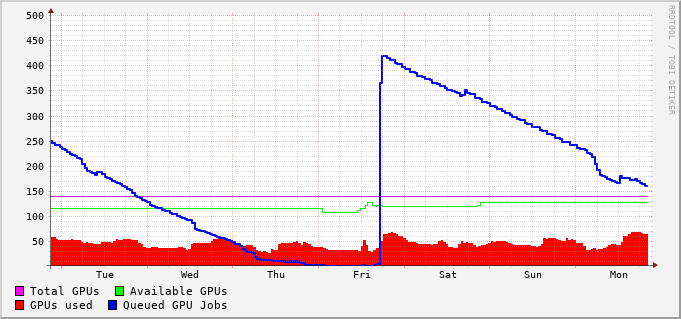 500
RRDTOOL / TOBI OETIKER
450
400
350
300
250
200
150
100
50
Tue Wed Thu Fri Sat Sun Mon
Total GPUs Available GPUs
GPUs used Queued GPU Jobs